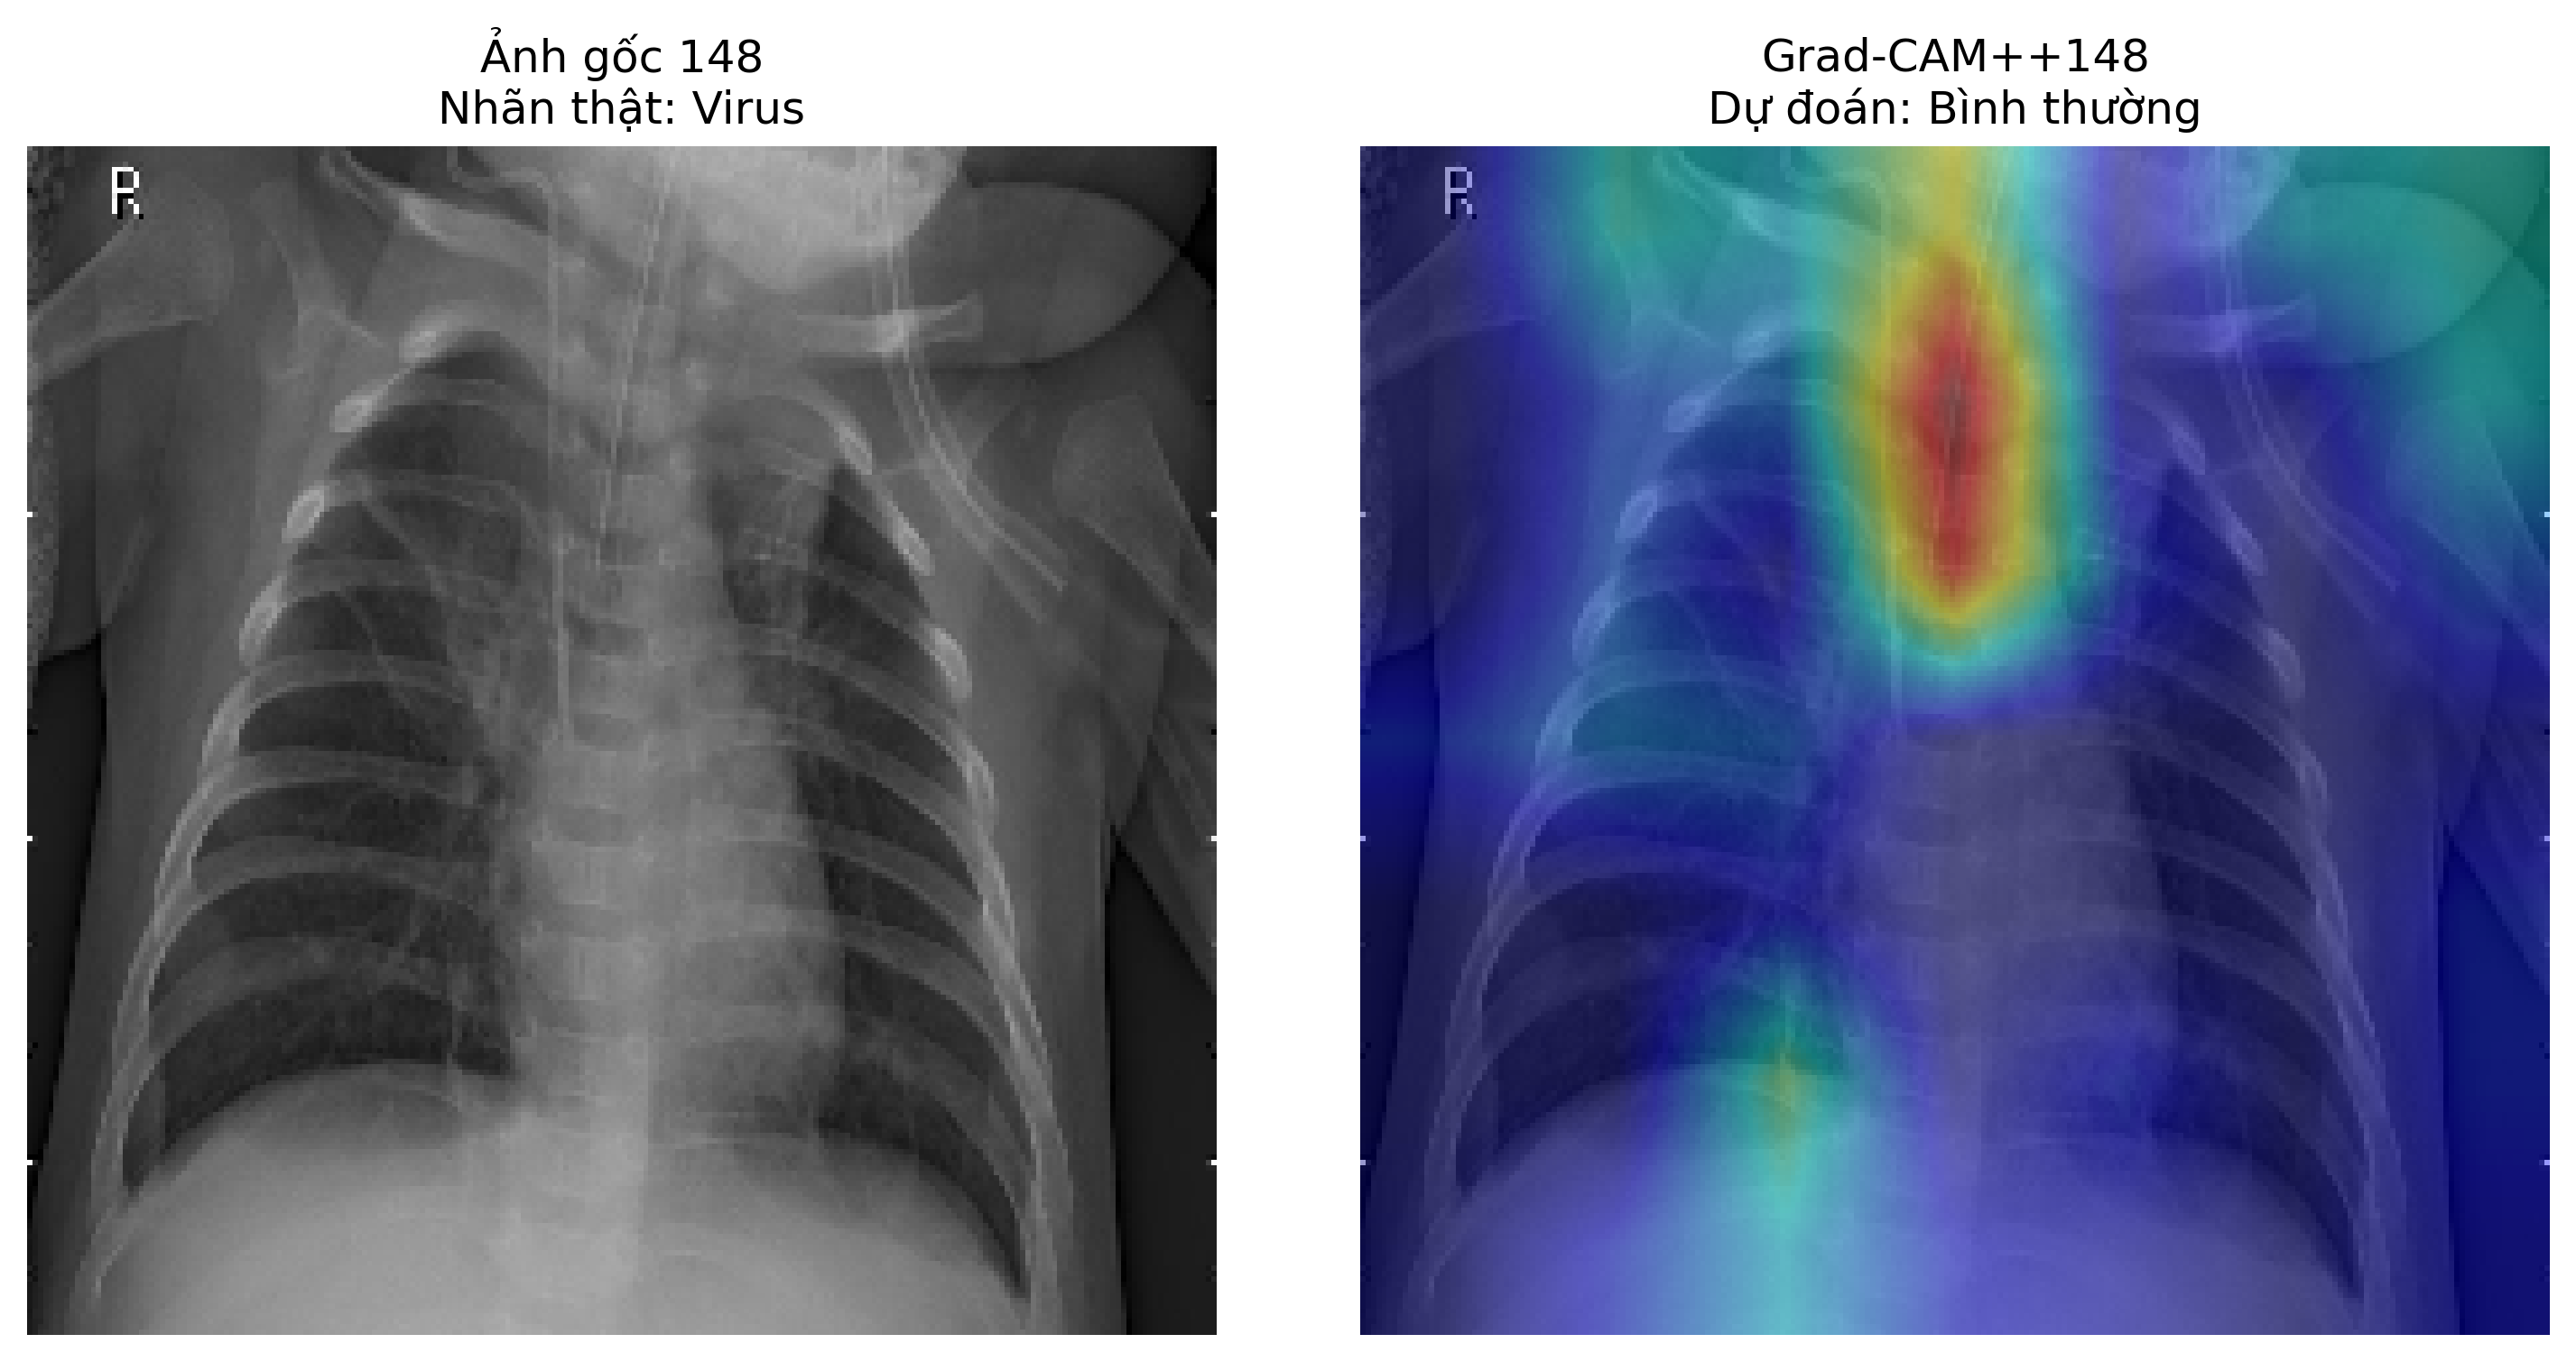 Ảnh gốc 148
Nhãn thật: Virus
R
Grad-CAM++148
Dự đoán: Bình thường
R